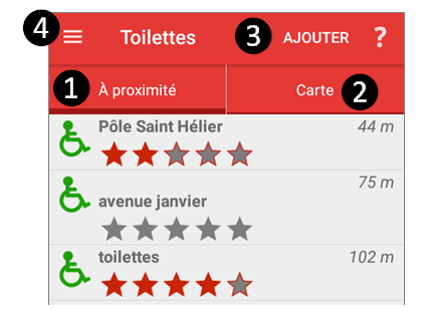 4 Toilettes 3 AJOUTER ?
1 À proximité Carte 2
Pôle Saint Hélier 44 m
75 m
avenue janvier
toilettes 102 m